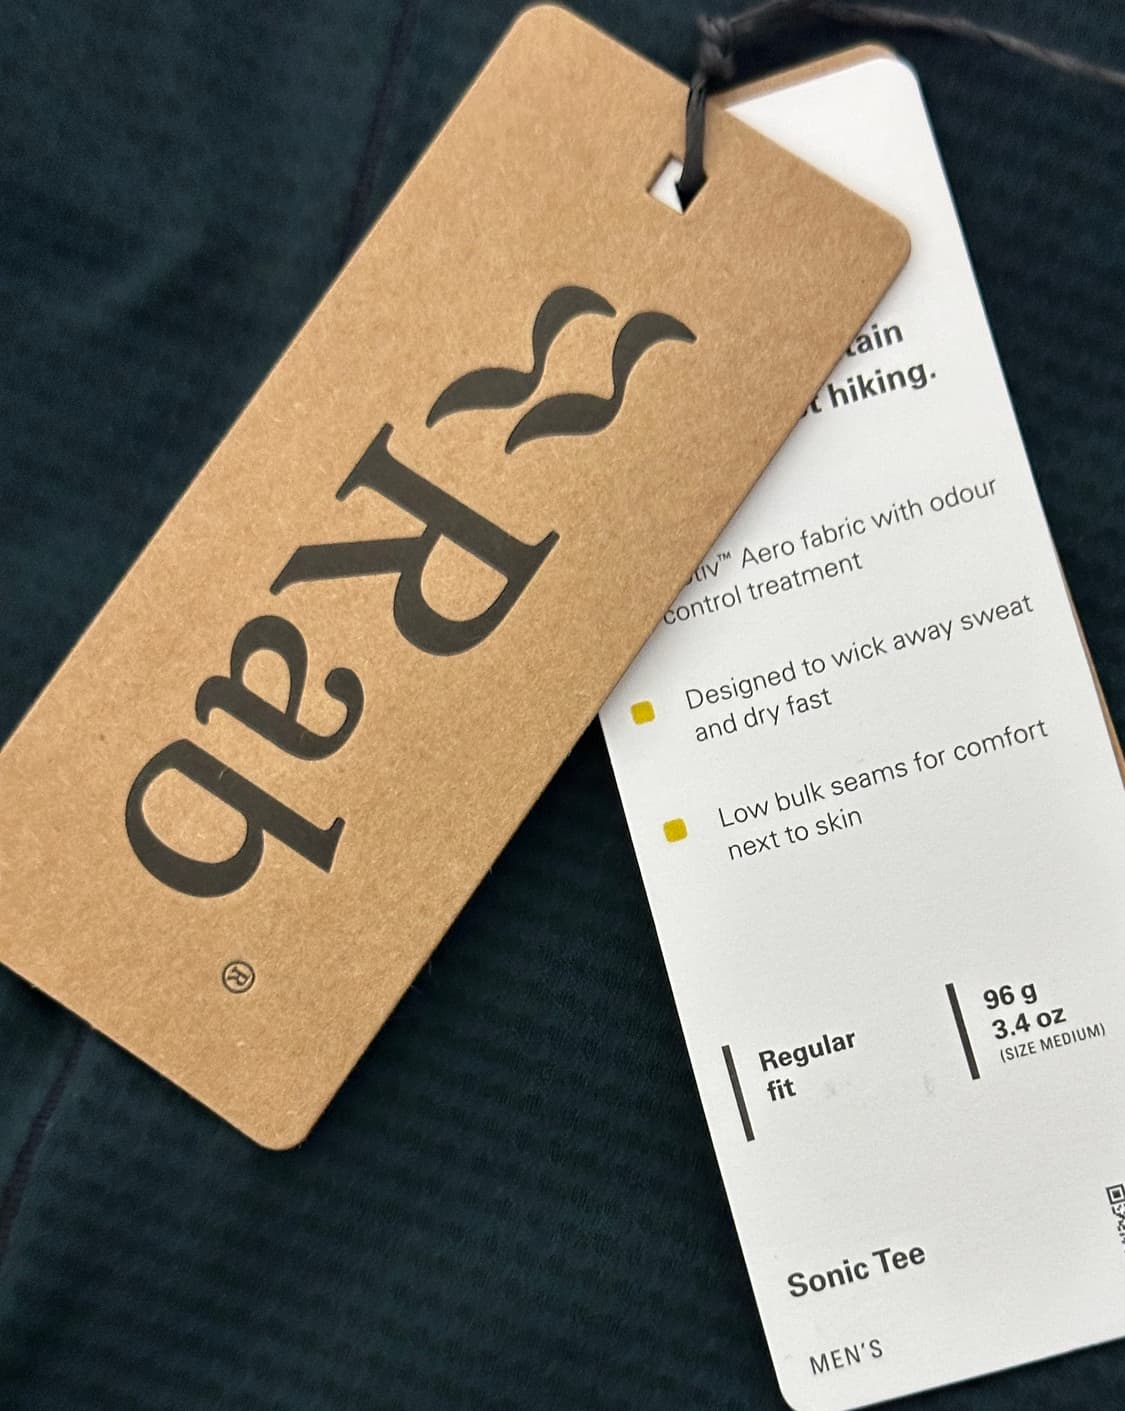 Rab
®
hiking.
Aero fabric with odour
control treatment
Designed to wick away sweat
and dry fast
Low bulk seams for comfort
next to skin
Regular
fit
96 g
3.4 oz
(SIZE MEDIUM)
Sonic Tee
MEN'S